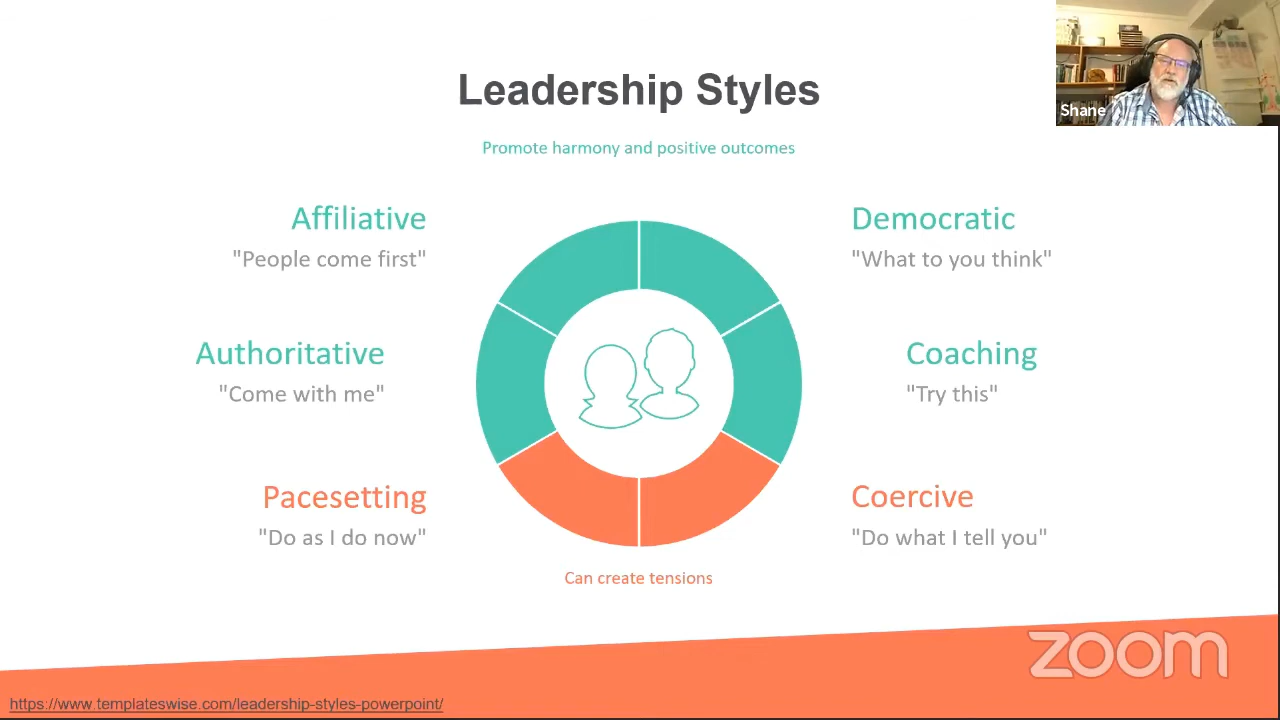 Leadership Styles
Promote harmony and positive outcomes
Shane
Affiliative
"People come first"
Democratic
"What to you think"
Authoritative
"Come with me"
Coaching
"Try this"
Pacesetting
"Do as I do now"
Coercive
"Do what I tell you"
Can create tensions
zoom
https://www.templateswise.com/leadership-styles-powerpoint/